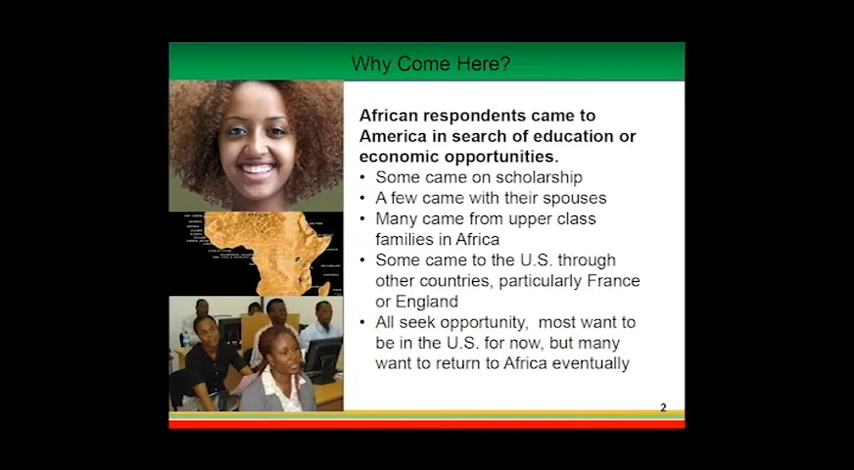 Why Come Here?
African respondents came to
America in search of education or
economic opportunities.
• Some came on scholarship
• A few came with their spouses
• Many came from upper class
families in Africa
• Some came to the U.S. through
other countries, particularly France
or England
• All seek opportunity, most want to
be in the U.S. for now, but many
want to return to Africa eventually
2